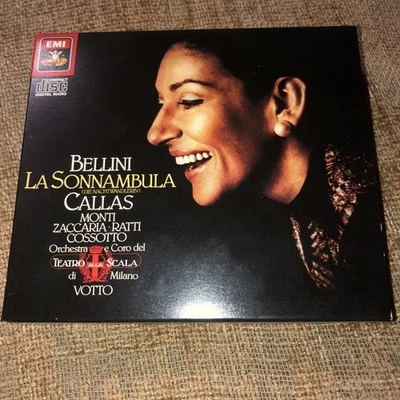 EMI
COMPACT
disc
DIGITAL AUDIO
BELLINI
LA SONNAMBULA
(DIE NACHTWANDLERIN)
CALLAS
MONTI
ZACCARIA · RATTI
COSSOTTO
Orchestra e Coro del
TEATRO ALLA SCALA
di Milano
VOTTO